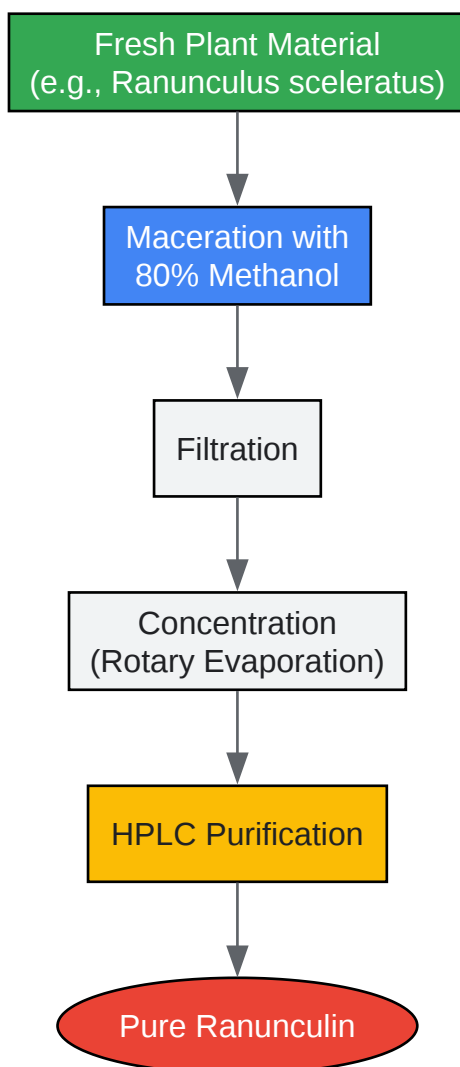 Fresh Plant Material
(e.g., Ranunculus sceleratus)
Maceration with
80% Methanol
Filtration
Concentration
(Rotary Evaporation)
HPLC Purification
Pure Ranunculin